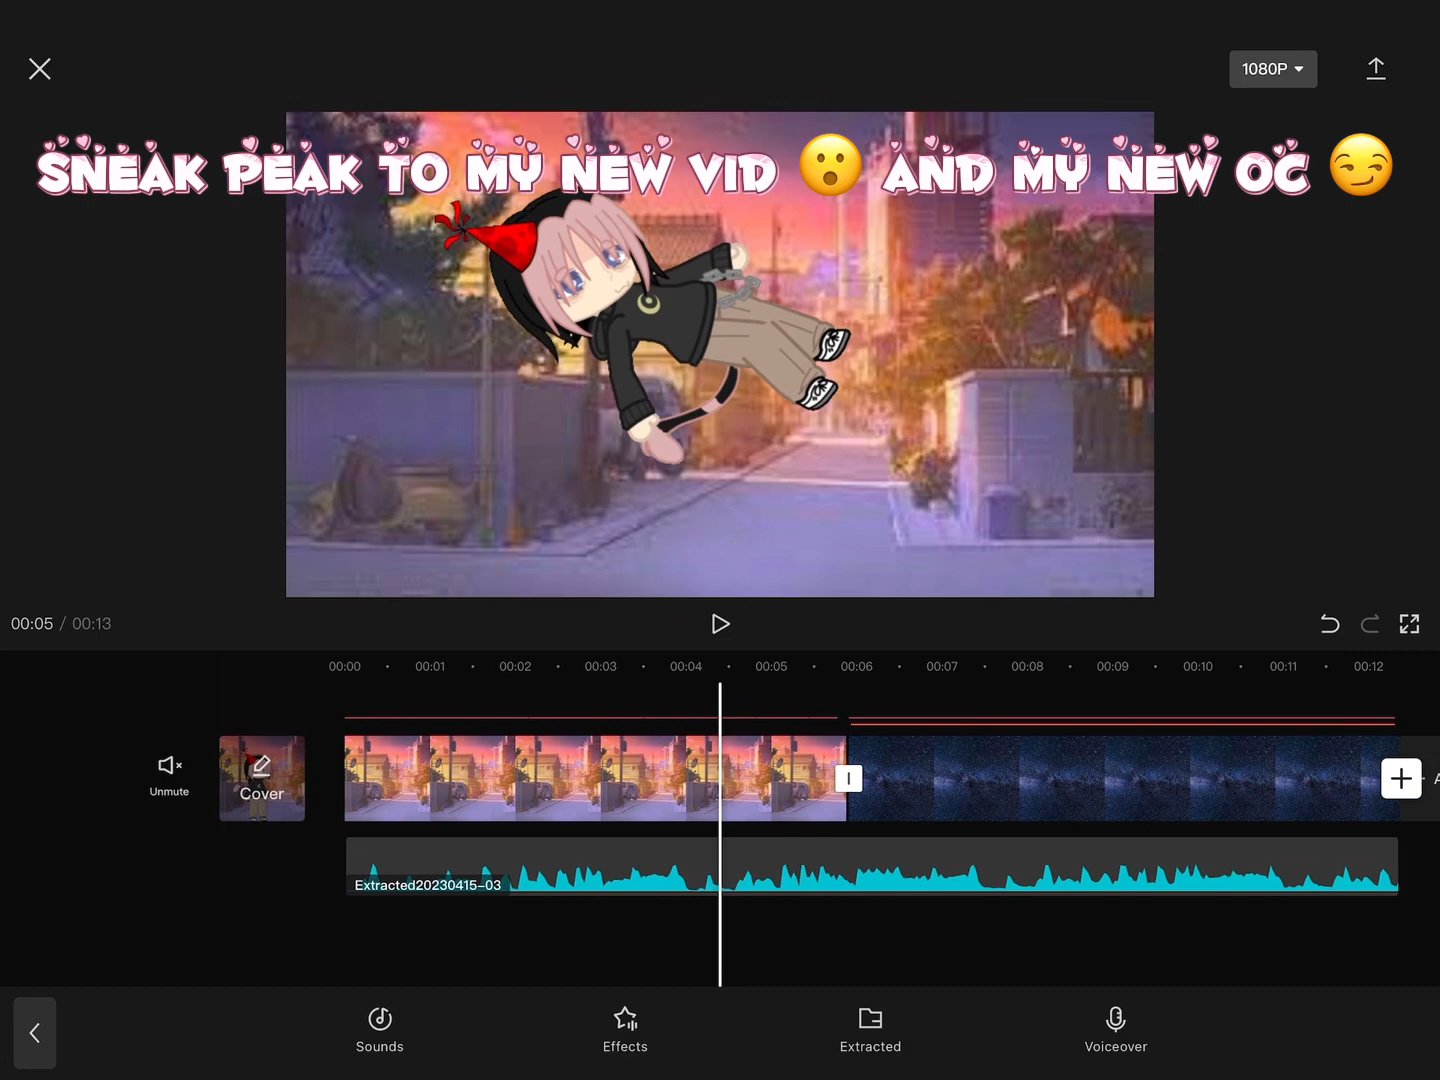 1080P
SNEAK PEAK TO MY NEW VID 😮 AND MY NEW OC 😏
00:05 / 00:13
00:00 00:01 00:02 00:03 00:04 00:05 00:06 00:07 00:08 00:09 00:10 00:11 00:12
Unmute
Cover
A
Extracted20230415-03
Sounds
Effects
Extracted
Voiceover